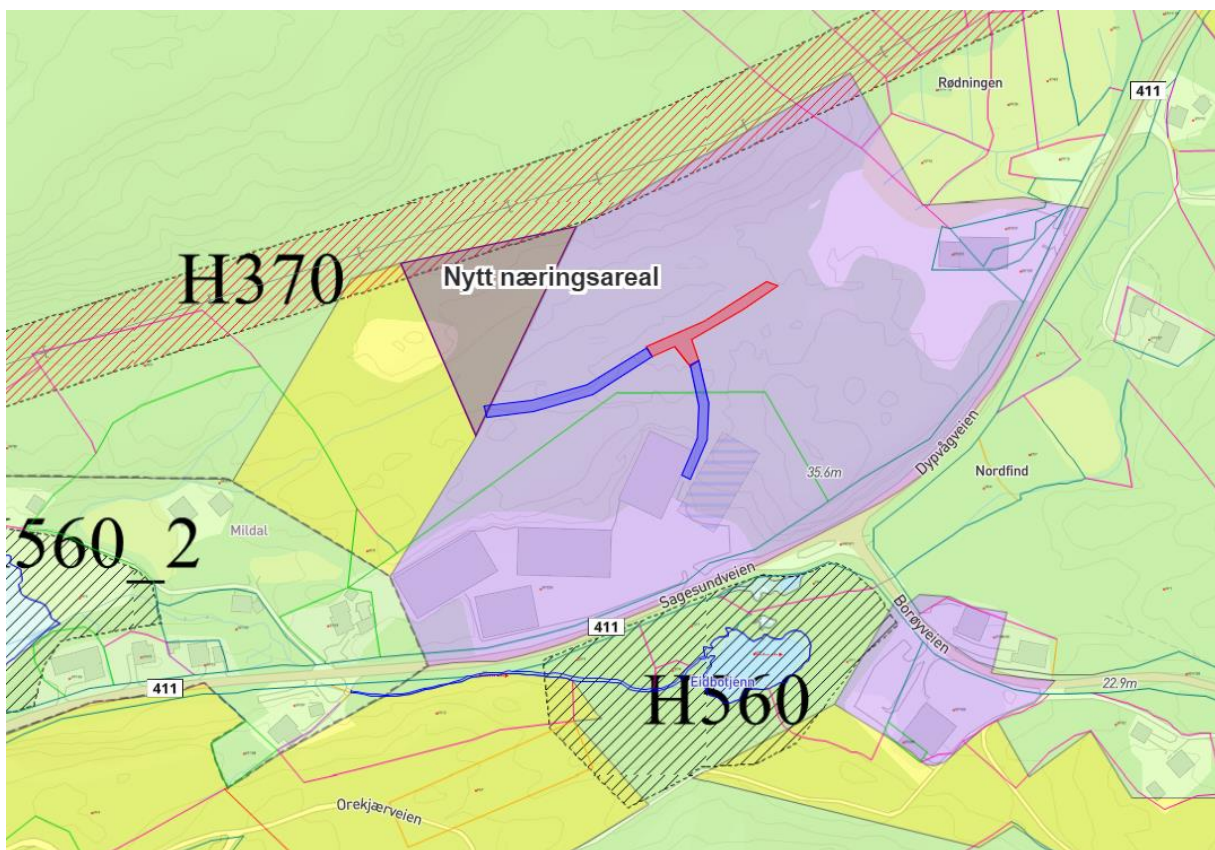 Rødningen
411
H370
Nytt næringsareal
Dypvågveien
35.6m
Nordfind
560_2
Mildal
Sagesundveien
411
Borøyveien
411
Eidbotjenn
H560
22.9m
Orekjærveien